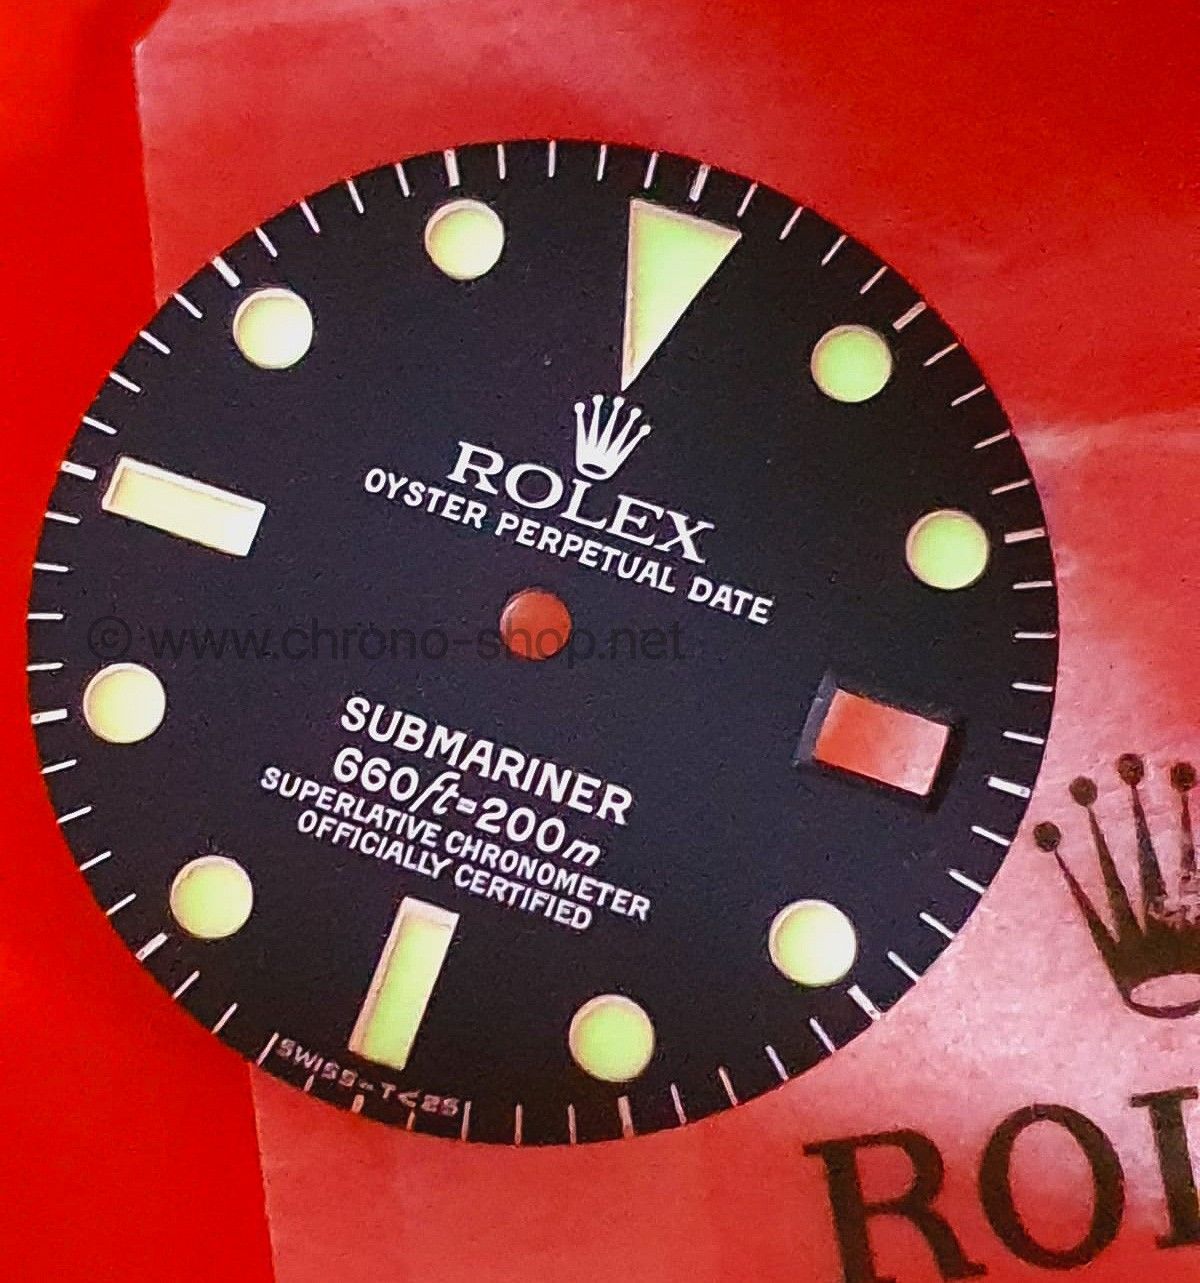 ROLEX
OYSTER PERPETUAL DATE
© www.chrono-shop.net
SUBMARINER
660ft=200m
SUPERLATIVE CHRONOMETER
OFFICIALLY CERTIFIED
SWISS-T<25
ROL